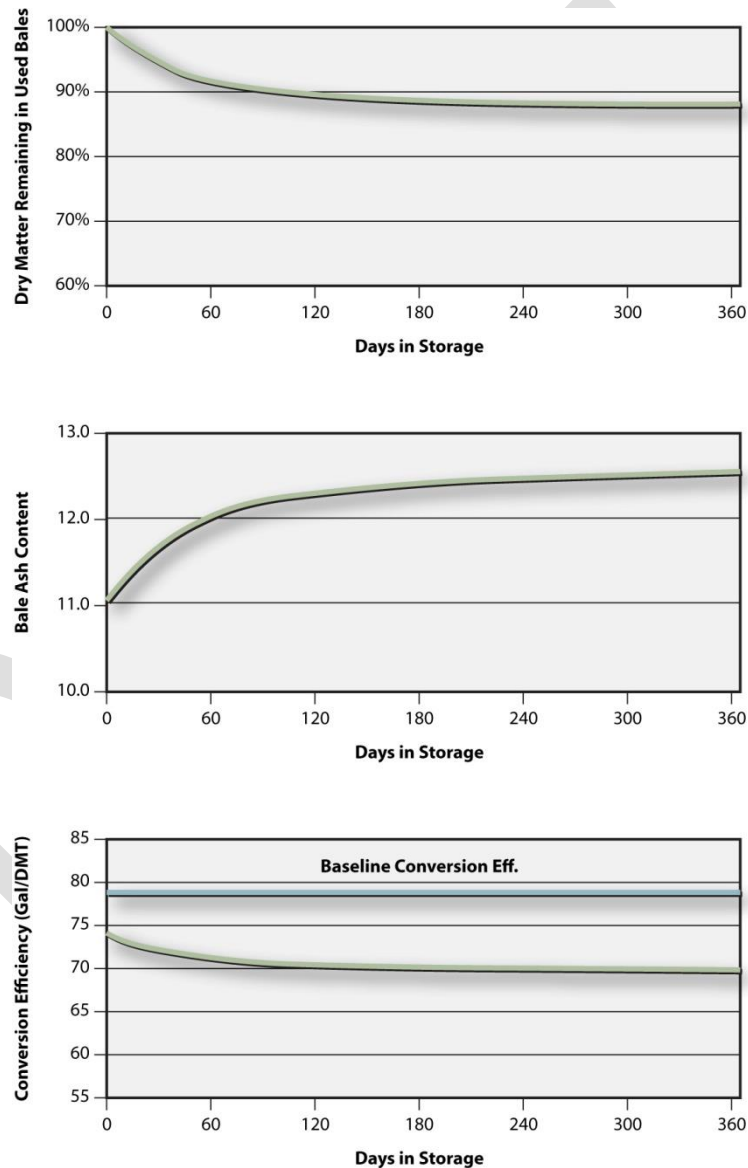 Dry Matter Remaining in Used Bales
100%
90%
80%
70%
60%
0 60 120 180 240 300 360
Days in Storage
Bale Ash Content
13.0
12.0
11.0
10.0
0 60 120 180 240 300 360
Days in Storage
Conversion Efficiency (Gal/DMT)
85
80
75
70
65
60
55
Baseline Conversion Eff.
0 60 120 180 240 300 360
Days in Storage